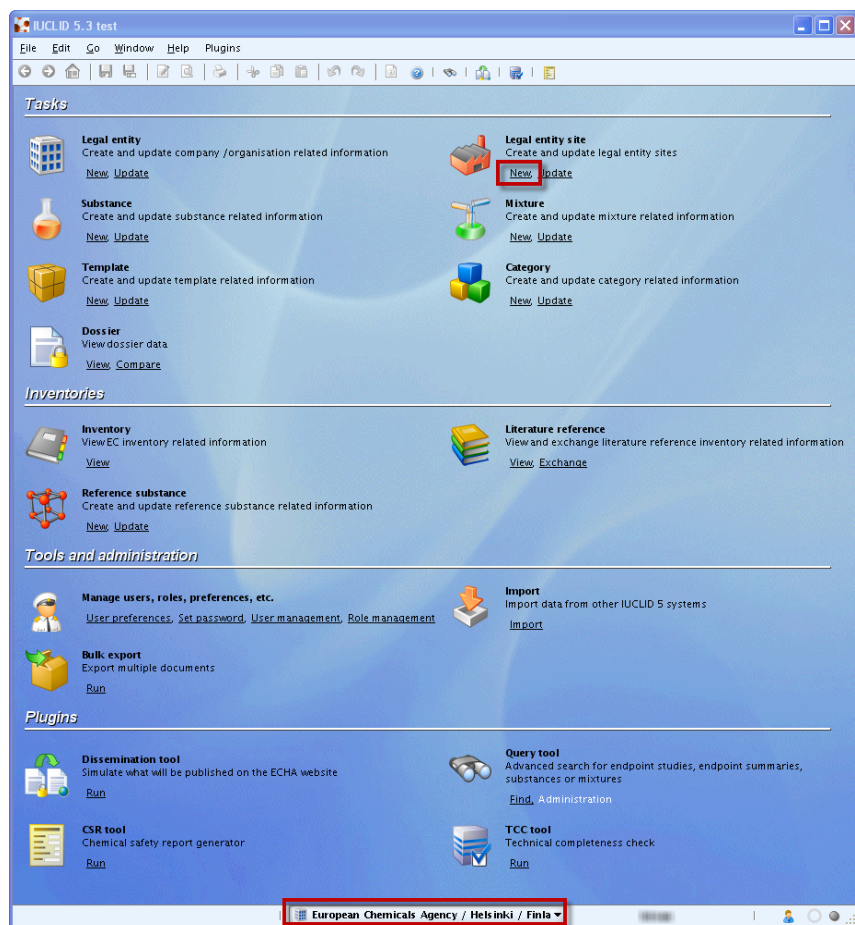 IUCLID 5.3 test
File Edit Go Window Help Plugins
Tasks
Legal entity
Create and update company /organisation related information
New, Update
Legal entity site
Create and update legal entity sites
New, Update
Substance
Create and update substance related information
New, Update
Mixture
Create and update mixture related information
New, Update
Template
Create and update template related information
New, Update
Category
Create and update category related information
New, Update
Dossier
View dossier data
View, Compare
Inventories
Inventory
View EC inventory related information
View
Literature reference
View and exchange literature reference inventory related information
View, Exchange
Reference substance
Create and update reference substance related information
New, Update
Tools and administration
Manage users, roles, preferences, etc.
User preferences, Set password, User management, Role management
Import
Import data from other IUCLID 5 systems
Import
Bulk export
Export multiple documents
Run
Plugins
Dissemination tool
Simulate what will be published on the ECHA website
Run
Query tool
Advanced search for endpoint studies, endpoint summaries,
substances or mixtures
Find, Administration
CSR tool
Chemical safety report generator
Run
TCC tool
Technical completeness check
Run
European Chemicals Agency / Helsinki / Finla